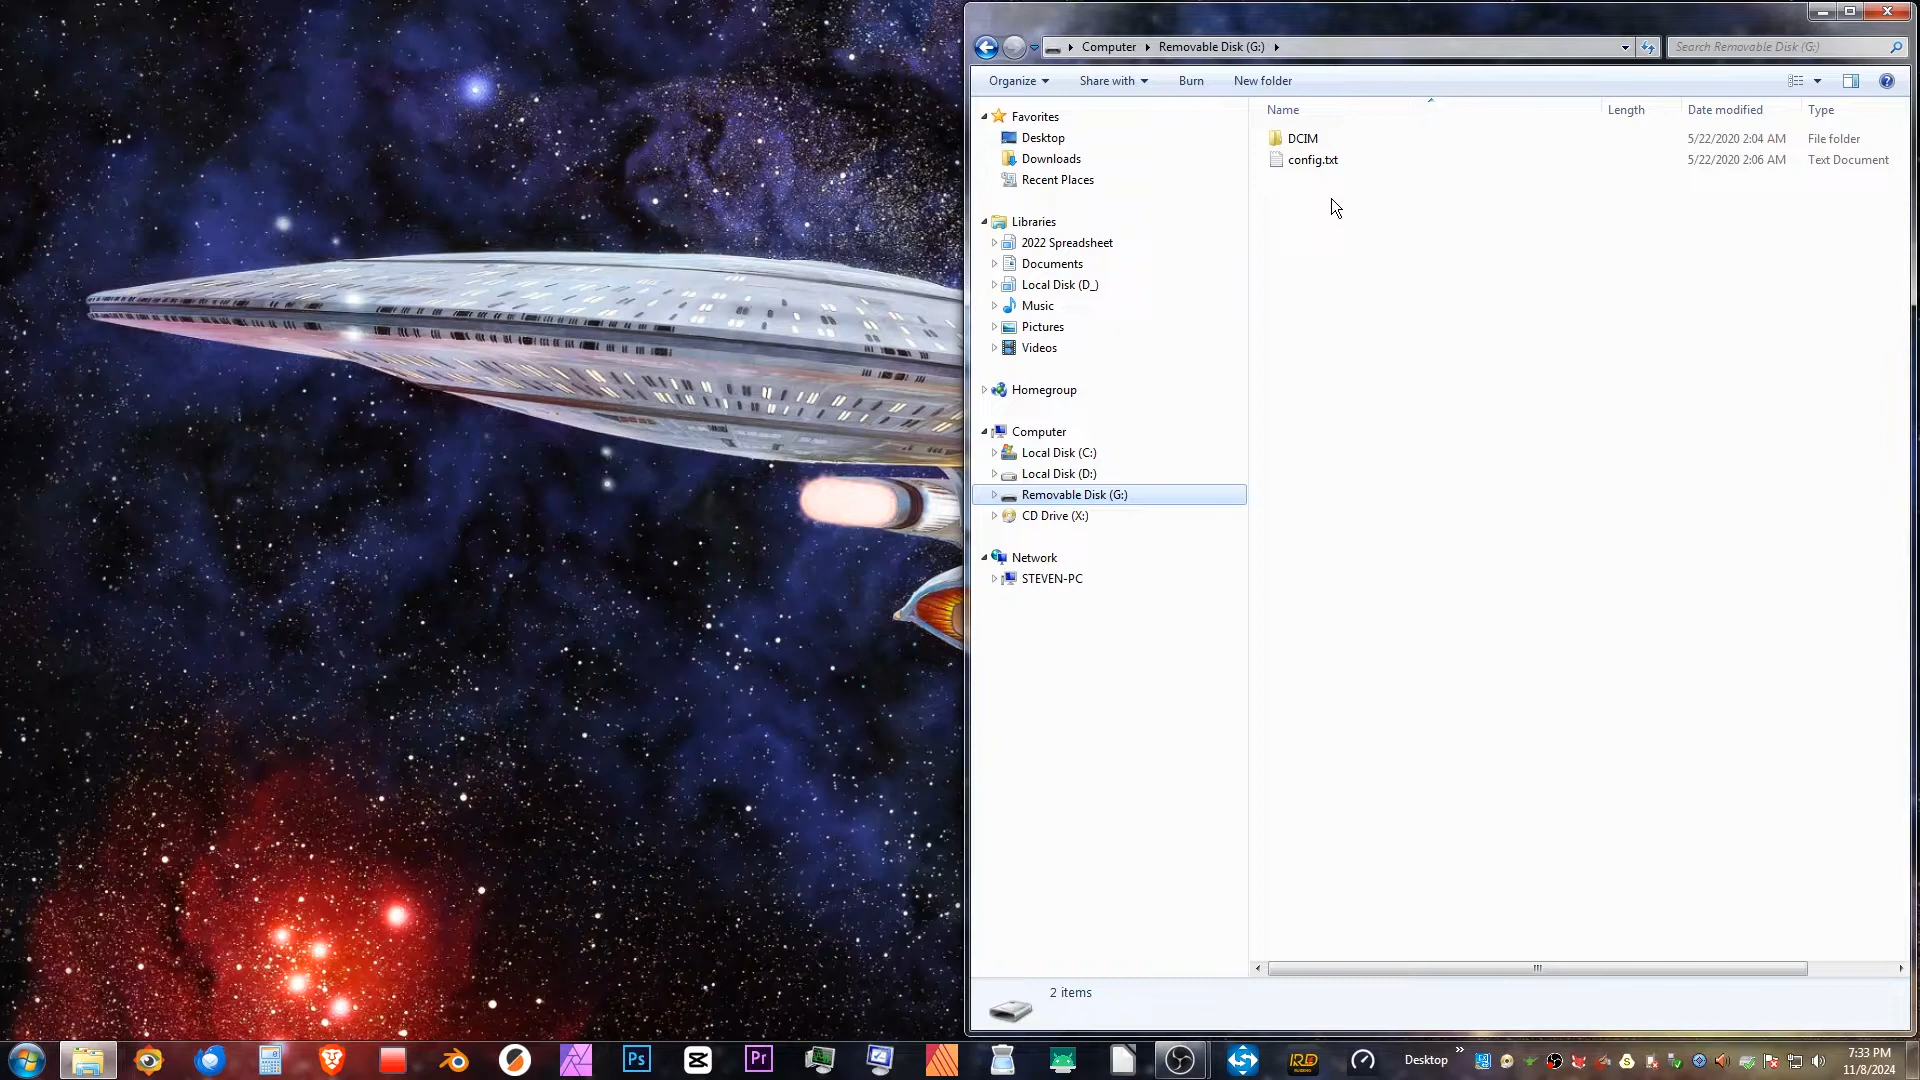 Computer Removable Disk (G:)
Search Removable Disk (G:)
Organize Share with Burn New folder
Name Length Date modified Type
DCIM 5/22/2020 2:04 AM File folder
config.txt 5/22/2020 2:06 AM Text Document
Favorites
Desktop
Downloads
Recent Places
Libraries
2022 Spreadsheet
Documents
Local Disk (D_)
Music
Pictures
Videos
Homegroup
Computer
Local Disk (C:)
Local Disk (D:)
Removable Disk (G:)
CD Drive (X:)
Network
STEVEN-PC
2 items
Ps
Pr
Desktop
7:33 PM
11/8/2024